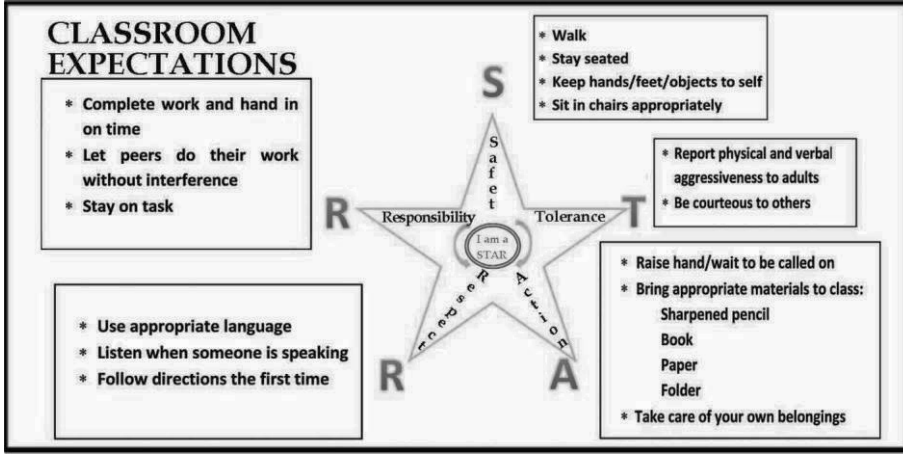 CLASSROOM
EXPECTATIONS
* Complete work and hand in
on time
* Let peers do their work
without interference
* Stay on task
* Walk
* Stay seated
* Keep hands/feet/objects to self
* Sit in chairs appropriately
* Report physical and verbal
aggressiveness to adults
* Be courteous to others
* Raise hand/wait to be called on
* Bring appropriate materials to class:
Sharpened pencil
Book
Paper
Folder
* Take care of your own belongings
* Use appropriate language
* Listen when someone is speaking
* Follow directions the first time
S
T
A
R
R
Safet
Tolerance
Action
Respect
Responsibility
I am a
STAR